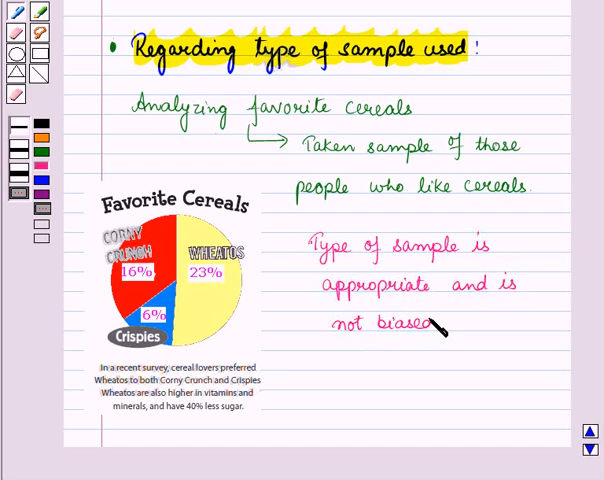 Regarding type of sample used :
Analyzing favorite cereals
Taken sample of those
people who like cereals.
Favorite Cereals
CORNY
CRUNCH
WHEATOS
16%
23%
6%
Crispies
In a recent survey, cereal lovers preferred
Wheatos to both Corny Crunch and Crispies
Wheatos are also higher in vitamins and
minerals, and have 40% less sugar.
Type of sample is
appropriate and is
not biased